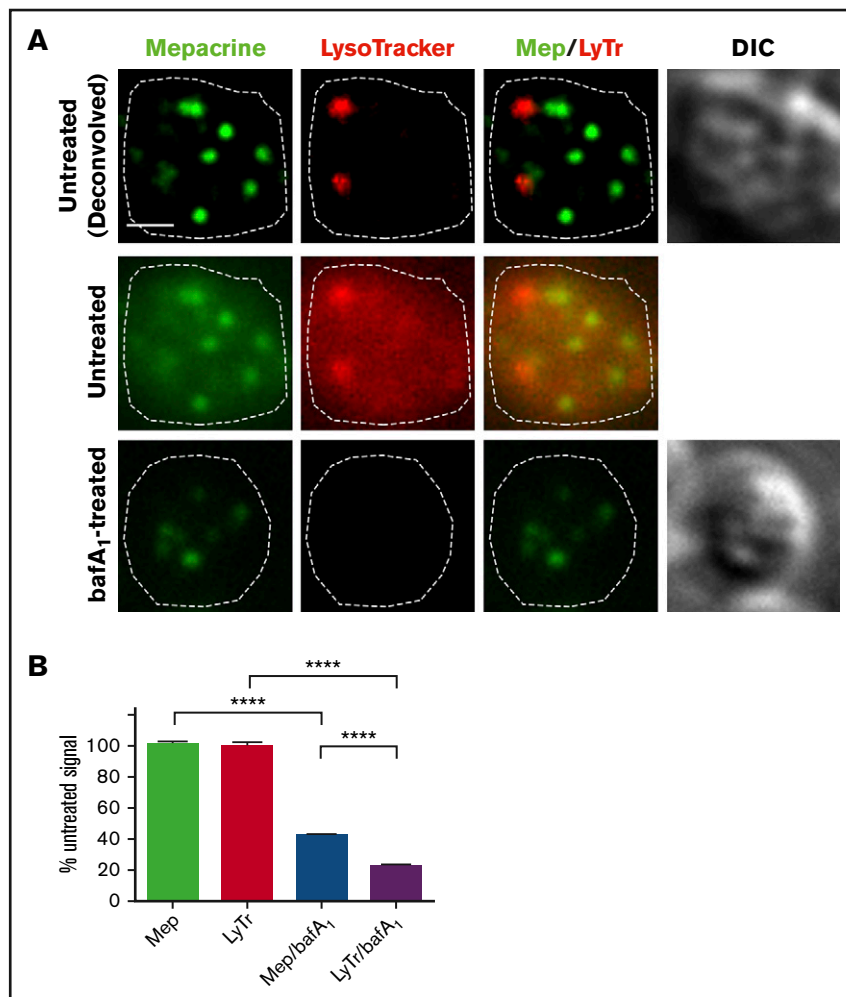 A
Mepacrine LysoTracker Mep/LyTr DIC
Untreated
(Deconvolved)
Untreated
bafA₁-treated
B
****
****
****
% untreated signal
100
80
60
40
20
0
Mep
LyTr
Mep/bafA₁
LyTr/bafA₁